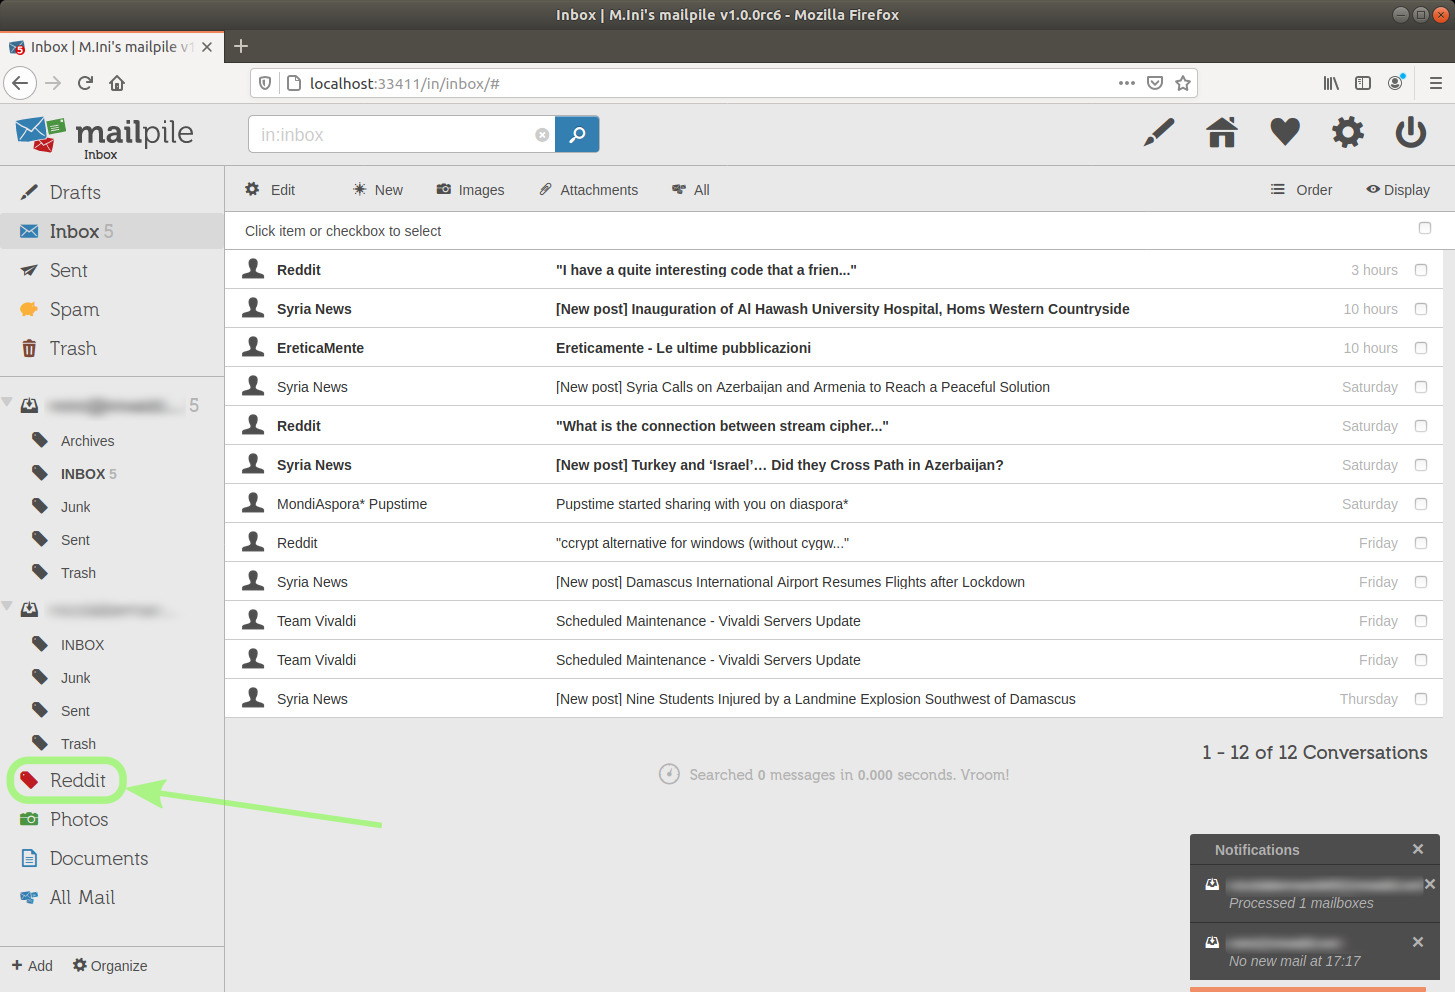 Inbox | M.Ini's mailpile v1.0.0rc6 - Mozilla Firefox
Inbox | M.Ini's mailpile v1
localhost:33411/in/inbox/#
mailpile
Inbox
in:inbox
Drafts
Inbox 5
Sent
Spam
Trash
5
Archives
INBOX 5
Junk
Sent
Trash
INBOX
Junk
Sent
Trash
Reddit
Photos
Documents
All Mail
+ Add Organize
Edit New Images Attachments All Order Display
Click item or checkbox to select
Reddit "I have a quite interesting code that a frien..." 3 hours
Syria News [New post] Inauguration of Al Hawash University Hospital, Homs Western Countryside 10 hours
EreticaMente Ereticamente - Le ultime pubblicazioni 10 hours
Syria News [New post] Syria Calls on Azerbaijan and Armenia to Reach a Peaceful Solution Saturday
Reddit "What is the connection between stream cipher..." Saturday
Syria News [New post] Turkey and ‘Israel’… Did they Cross Path in Azerbaijan? Saturday
MondiAspora* Pupstime Pupstime started sharing with you on diaspora* Saturday
Reddit "ccrypt alternative for windows (without cygw..." Friday
Syria News [New post] Damascus International Airport Resumes Flights after Lockdown Friday
Team Vivaldi Scheduled Maintenance - Vivaldi Servers Update Friday
Team Vivaldi Scheduled Maintenance - Vivaldi Servers Update Friday
Syria News [New post] Nine Students Injured by a Landmine Explosion Southwest of Damascus Thursday
1 - 12 of 12 Conversations
Searched 0 messages in 0.000 seconds. Vroom!
Notifications
Processed 1 mailboxes
No new mail at 17:17